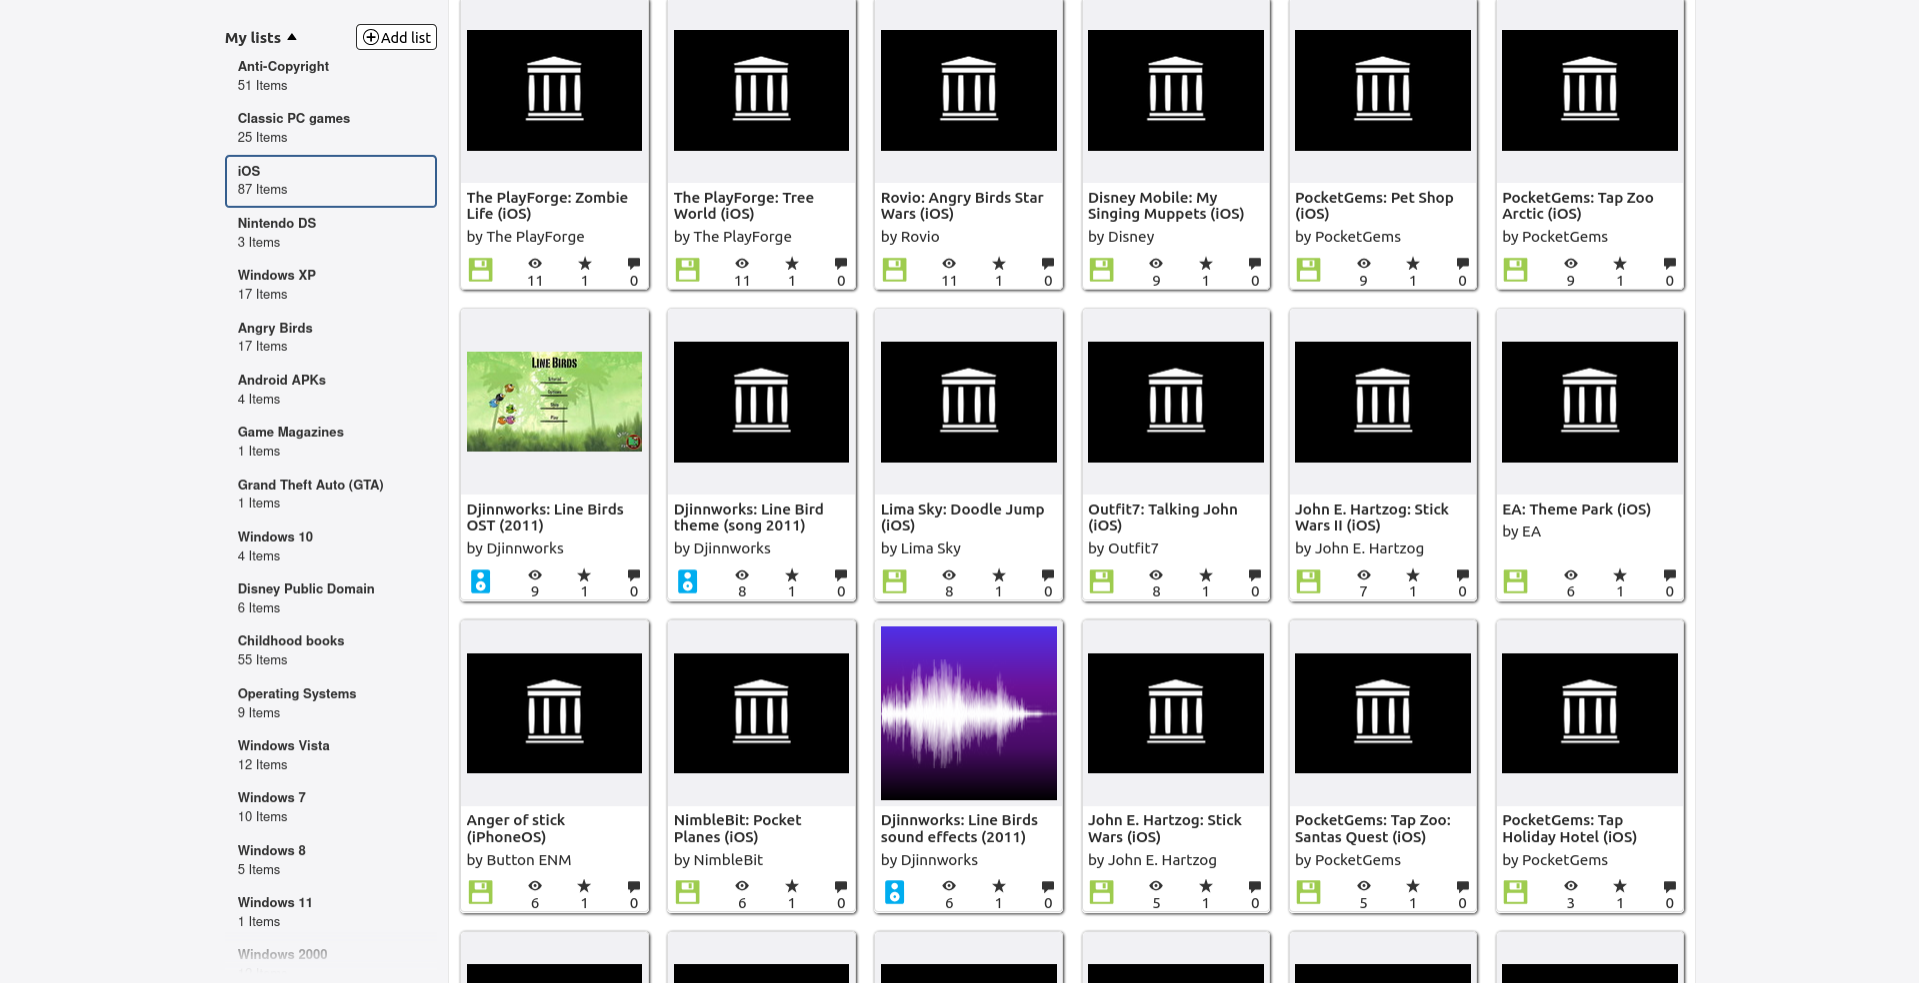 My lists
Add list
Anti-Copyright
51 Items
Classic PC games
25 Items
iOS
87 Items
Nintendo DS
3 Items
Windows XP
17 Items
Angry Birds
17 Items
Android APKs
4 Items
Game Magazines
1 Items
Grand Theft Auto (GTA)
1 Items
Windows 10
4 Items
Disney Public Domain
6 Items
Childhood books
55 Items
Operating Systems
9 Items
Windows Vista
12 Items
Windows 7
10 Items
Windows 8
5 Items
Windows 11
1 Items
Windows 2000
The PlayForge: Zombie
Life (iOS)
by The PlayForge
11 1 0
The PlayForge: Tree
World (iOS)
by The PlayForge
11 1 0
Rovio: Angry Birds Star
Wars (iOS)
by Rovio
11 1 0
Disney Mobile: My
Singing Muppets (iOS)
by Disney
9 1 0
PocketGems: Pet Shop
(iOS)
by PocketGems
9 1 0
PocketGems: Tap Zoo
Arctic (iOS)
by PocketGems
9 1 0
LINE BIRDS
Djinnworks: Line Birds
OST (2011)
by Djinnworks
9 1 0
Djinnworks: Line Bird
theme (song 2011)
by Djinnworks
8 1 0
Lima Sky: Doodle Jump
(iOS)
by Lima Sky
8 1 0
Outfit7: Talking John
(iOS)
by Outfit7
8 1 0
John E. Hartzog: Stick
Wars II (iOS)
by John E. Hartzog
7 1 0
EA: Theme Park (iOS)
by EA
6 1 0
Anger of stick
(iPhoneOS)
by Button ENM
6 1 0
NimbleBit: Pocket
Planes (iOS)
by NimbleBit
6 1 0
Djinnworks: Line Birds
sound effects (2011)
by Djinnworks
6 1 0
John E. Hartzog: Stick
Wars (iOS)
by John E. Hartzog
5 1 0
PocketGems: Tap Zoo:
Santas Quest (iOS)
by PocketGems
5 1 0
PocketGems: Tap
Holiday Hotel (iOS)
by PocketGems
3 1 0